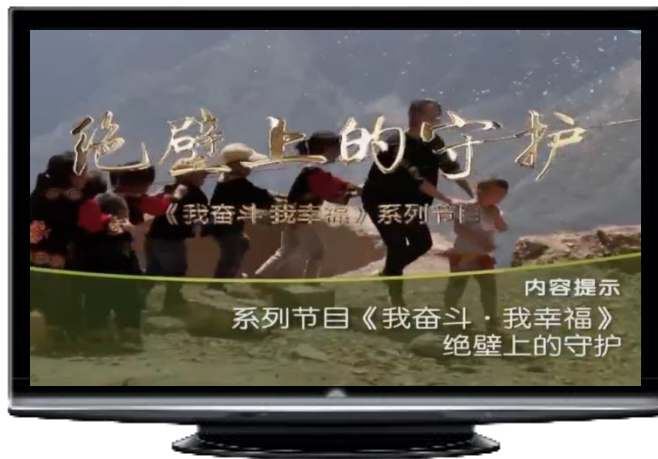 绝壁上的守护
《我奋斗 我幸福》系列节目
内容提示
系列节目《我奋斗·我幸福》
绝壁上的守护